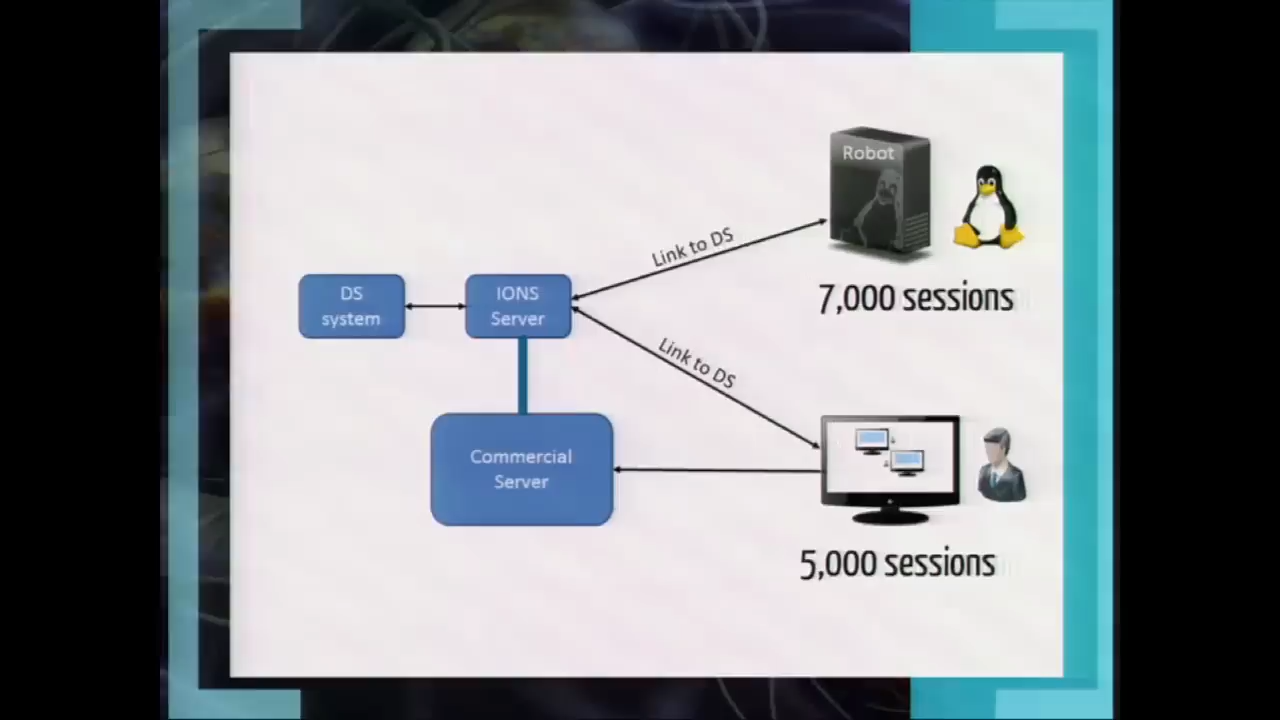 Robot
Link to DS
7,000 sessions
DS
system
IONS
Server
Link to DS
Commercial
Server
5,000 sessions